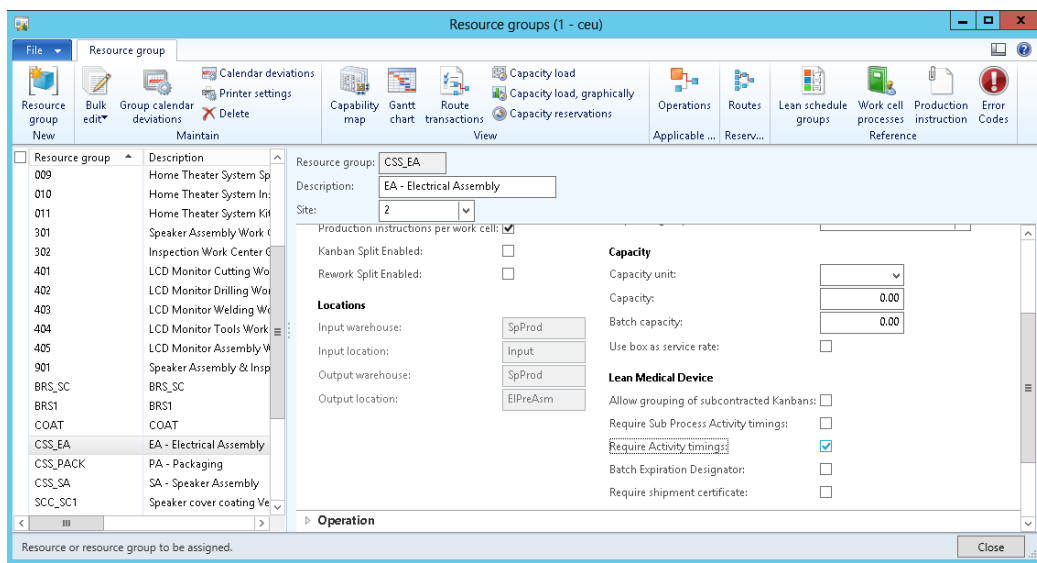 Resource groups (1 - ceu)
File
Resource group
Resource group
Bulk edit
Group calendar deviations
Calendar deviations
Printer settings
Delete
Capability map
Gantt chart
Route transactions
Capacity load
Capacity load, graphically
Capacity reservations
Operations
Routes
Lean schedule groups
Work cell processes
Production instruction
Error Codes
New
Maintain
View
Applicable ...
Reserv...
Reference
Resource group Description
009 Home Theater System Sp
010 Home Theater System In
011 Home Theater System Kit
301 Speaker Assembly Work
302 Inspection Work Center
401 LCD Monitor Cutting Wo
402 LCD Monitor Drilling Wor
403 LCD Monitor Welding Wo
404 LCD Monitor Tools Work
405 LCD Monitor Assembly W
901 Speaker Assembly & Insp
BRS_SC BRS_SC
BRS1 BRS1
COAT COAT
CSS_EA EA - Electrical Assembly
CSS_PACK PA - Packaging
CSS_SA SA - Speaker Assembly
SCC_SC1 Speaker cover coating Ve
Resource group: CSS_EA
Description: EA - Electrical Assembly
Site: 2
Production instructions per work cell:
Kanban Split Enabled:
Rework Split Enabled:
Locations
Input warehouse: SpProd
Input location: Input
Output warehouse: SpProd
Output location: ElPreAsm
Capacity
Capacity unit:
Capacity: 0.00
Batch capacity: 0.00
Use box as service rate:
Lean Medical Device
Allow grouping of subcontracted Kanbans:
Require Sub Process Activity timings:
Require Activity timings:
Batch Expiration Designator:
Require shipment certificate:
Operation
Resource or resource group to be assigned.
Close